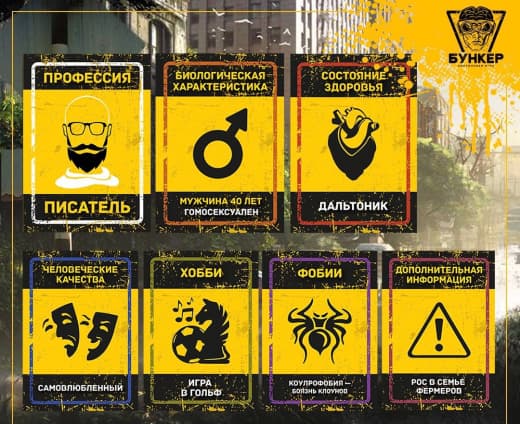 БУНКЕР
ПРОФЕССИЯ
ПИСАТЕЛЬ
БИОЛОГИЧЕСКАЯ
ХАРАКТЕРИСТИКА
МУЖЧИНА 40 ЛЕТ
ГОМОСЕКСУАЛЕН
СОСТОЯНИЕ
ЗДОРОВЬЯ
ДАЛЬТОНИК
ЧЕЛОВЕЧЕСКИЕ
КАЧЕСТВА
САМОВЛЮБЛЕННЫЙ
ХОББИ
ИГРА
В ГОЛЬФ
ФОБИИ
КОУЛРОФОБИЯ —
БОЯЗНЬ КЛОУНОВ
ДОПОЛНИТЕЛЬНАЯ
ИНФОРМАЦИЯ
РОС В СЕМЬЕ
ФЕРМЕРОВ